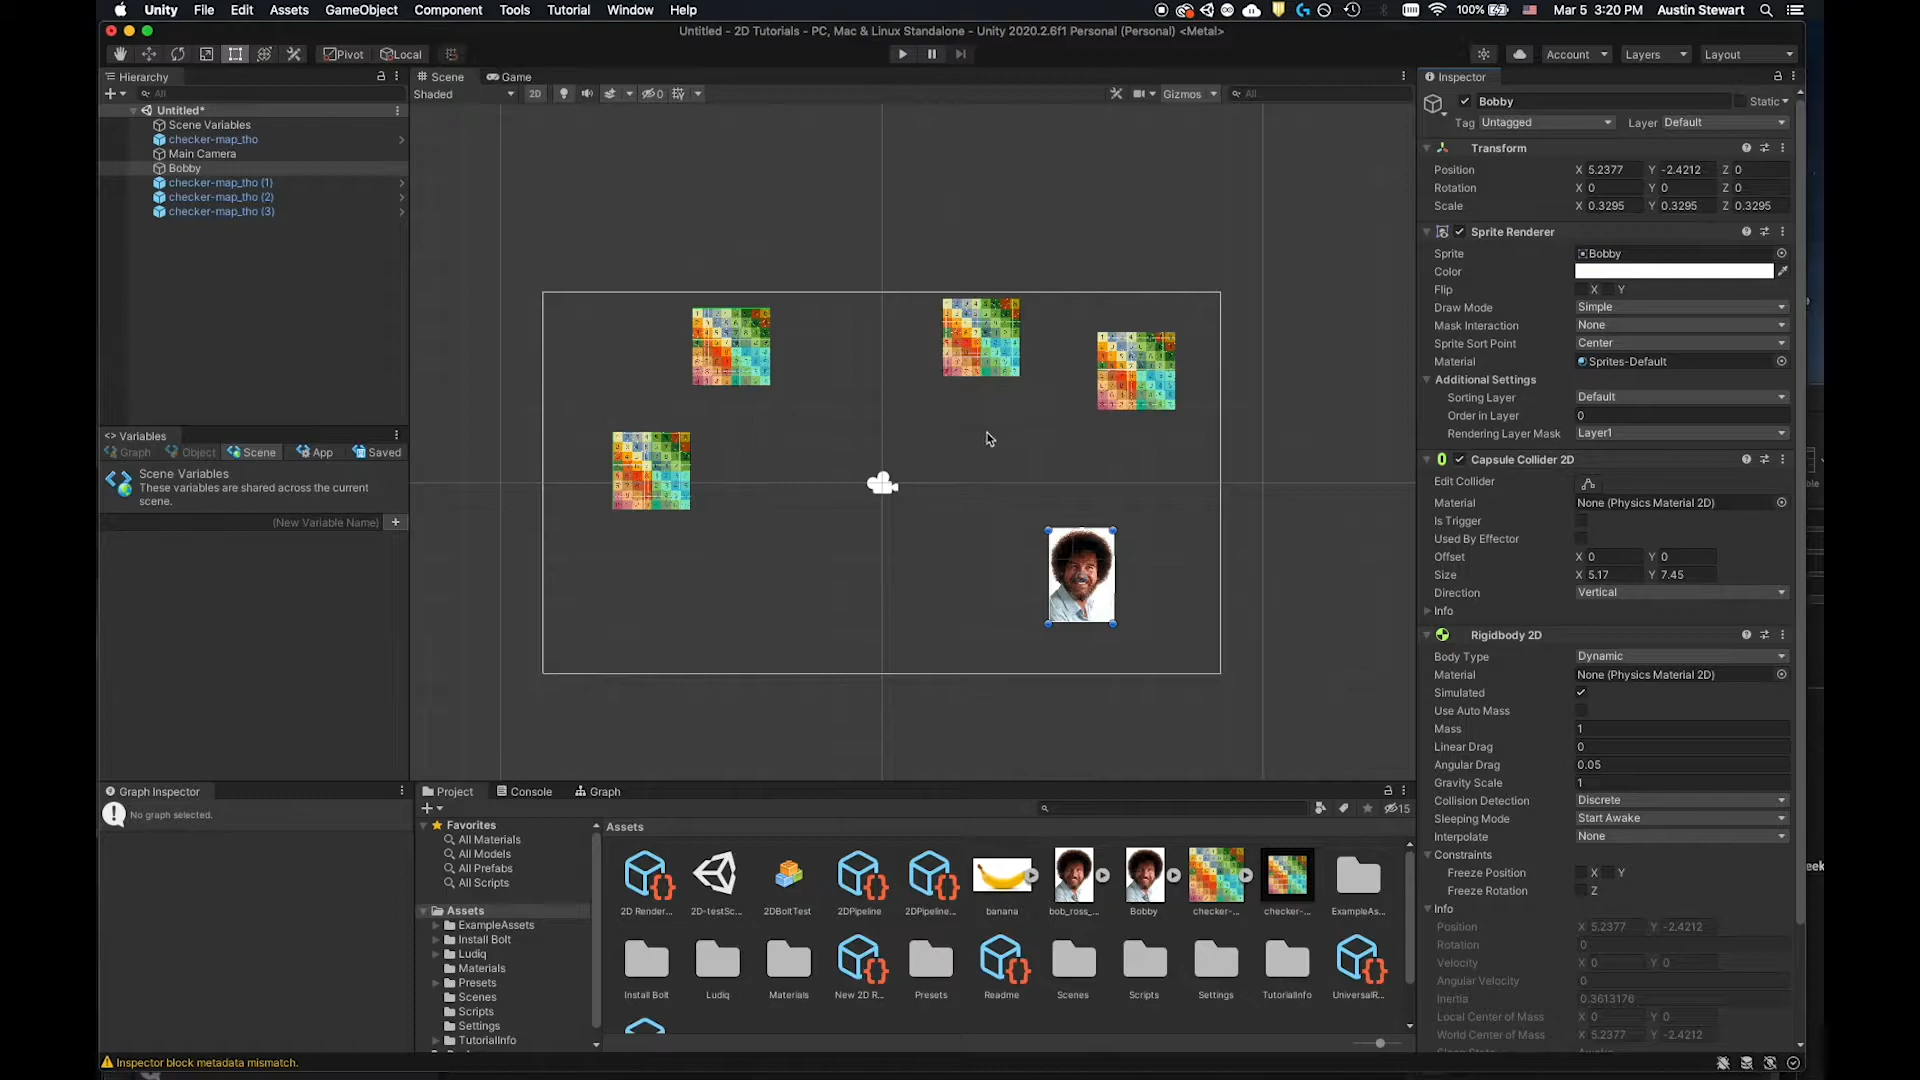 Unity File Edit Assets GameObject Component Tools Tutorial Window Help 100% Mar 5 3:20 PM Austin Stewart
Untitled - 2D Tutorials - PC, Mac & Linux Standalone - Unity 2020.2.6f1 Personal (Personal) <Metal>
Pivot Local Account Layers Layout
Hierarchy
All
Untitled*
Scene Variables
checker-map_tho
Main Camera
Bobby
checker-map_tho (1)
checker-map_tho (2)
checker-map_tho (3)
<> Variables
Graph Object Scene App Saved
Scene Variables
These variables are shared across the current
scene.
(New Variable Name) +
Graph Inspector
No graph selected.
Scene Game
Shaded 2D 0 Gizmos All
Project Console Graph
15
Favorites
All Materials
All Models
All Prefabs
All Scripts
Assets
ExampleAssets
Install Bolt
Ludiq
Materials
Presets
Scenes
Scripts
Settings
TutorialInfo
Assets
2D Render... 2D-testSc... 2DBoltTest 2DPipeline 2DPipeline... banana bob_ross_... Bobby checker-... checker-... ExampleAs...
Install Bolt Ludiq Materials New 2D R... Presets Readme Scenes Scripts Settings TutorialInfo UniversalR...
Inspector
Bobby Static
Tag Untagged Layer Default
Transform
Position X 5.2377 Y -2.4212 Z 0
Rotation X 0 Y 0 Z 0
Scale X 0.3295 Y 0.3295 Z 0.3295
Sprite Renderer
Sprite Bobby
Color
Flip X Y
Draw Mode Simple
Mask Interaction None
Sprite Sort Point Center
Material Sprites-Default
Additional Settings
Sorting Layer Default
Order in Layer 0
Rendering Layer Mask Layer1
Capsule Collider 2D
Edit Collider
Material None (Physics Material 2D)
Is Trigger
Used By Effector
Offset X 0 Y 0
Size X 5.17 Y 7.45
Direction Vertical
Info
Rigidbody 2D
Body Type Dynamic
Material None (Physics Material 2D)
Simulated
Use Auto Mass
Mass 1
Linear Drag 0
Angular Drag 0.05
Gravity Scale 1
Collision Detection Discrete
Sleeping Mode Start Awake
Interpolate None
Constraints
Freeze Position X Y
Freeze Rotation Z
Info
Position X 5.2377 Y -2.4212
Rotation 0
Velocity X 0 Y 0
Angular Velocity 0
Inertia 0.3613176
Local Center of Mass X 0 Y 0
World Center of Mass X 5.2377 Y -2.4212
Inspector block metadata mismatch.